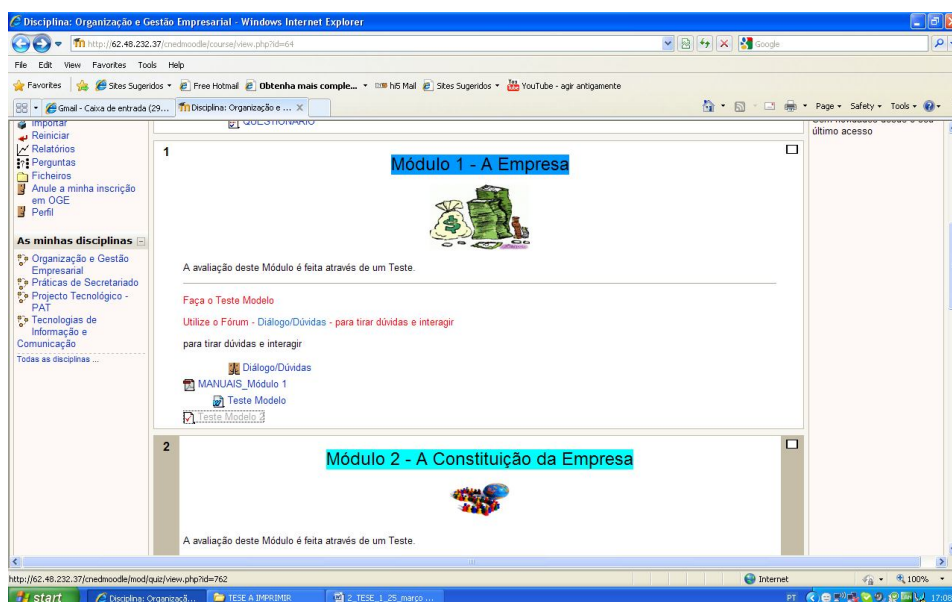 Disciplina: Organização e Gestão Empresarial - Windows Internet Explorer
http://62.48.232.37/cnedmoodle/course/view.php?id=64
Google
File Edit View Favorites Tools Help
Favorites Sites Sugeridos Free Hotmail Obtenha mais comple... hi5 Mail Sites Sugeridos YouTube - agir antigamente
Gmail - Caixa de entrada (29... Disciplina: Organização e ... Page Safety Tools
Importar
Reiniciar
Relatórios
Perguntas
Ficheiros
Anule a minha inscrição
em OGE
Perfil
As minhas disciplinas
Organização e Gestão
Empresarial
Práticas de Secretariado
Projecto Tecnológico -
PAT
Tecnologias de
Informação e
Comunicação
Todas as disciplinas ...
QUESTIONÁRIO
1
Módulo 1 - A Empresa
A avaliação deste Módulo é feita através de um Teste.
Faça o Teste Modelo
Utilize o Fórum - Diálogo/Dúvidas - para tirar dúvidas e interagir
para tirar dúvidas e interagir
Diálogo/Dúvidas
MANUAIS_Módulo 1
Teste Modelo
Teste Modelo 2
2
Módulo 2 - A Constituição da Empresa
A avaliação deste Módulo é feita através de um Teste.
último acesso
http://62.48.232.37/cnedmoodle/mod/quiz/view.php?id=762
Internet
100%
start
Disciplina: Organizaçã...
TESE A IMPRIMIR
2_TESE_1_25_março ...
PT
17:09